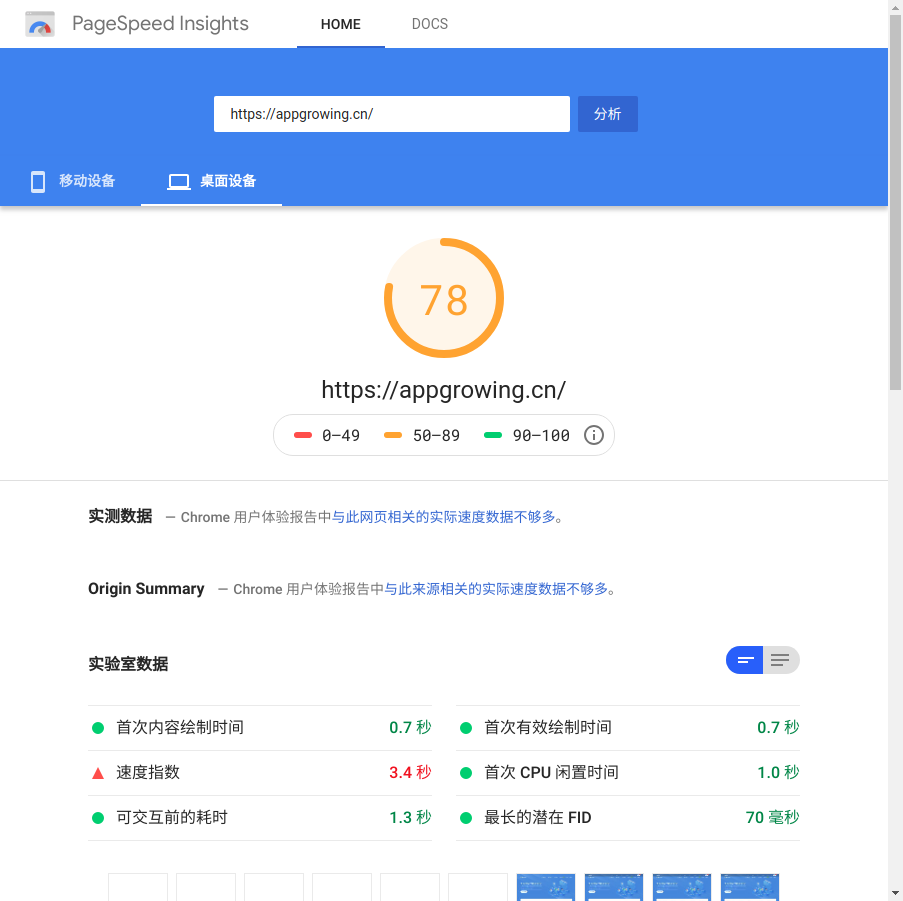 PageSpeed Insights HOME DOCS
https://appgrowing.cn/ 分析
移动设备 桌面设备
78
https://appgrowing.cn/
0–49 50–89 90–100
实测数据 — Chrome 用户体验报告中与此网页相关的实际速度数据不够多。
Origin Summary — Chrome 用户体验报告中与此来源相关的实际速度数据不够多。
实验室数据
首次内容绘制时间 0.7 秒 首次有效绘制时间 0.7 秒
速度指数 3.4 秒 首次 CPU 闲置时间 1.0 秒
可交互前的耗时 1.3 秒 最长的潜在 FID 70 毫秒